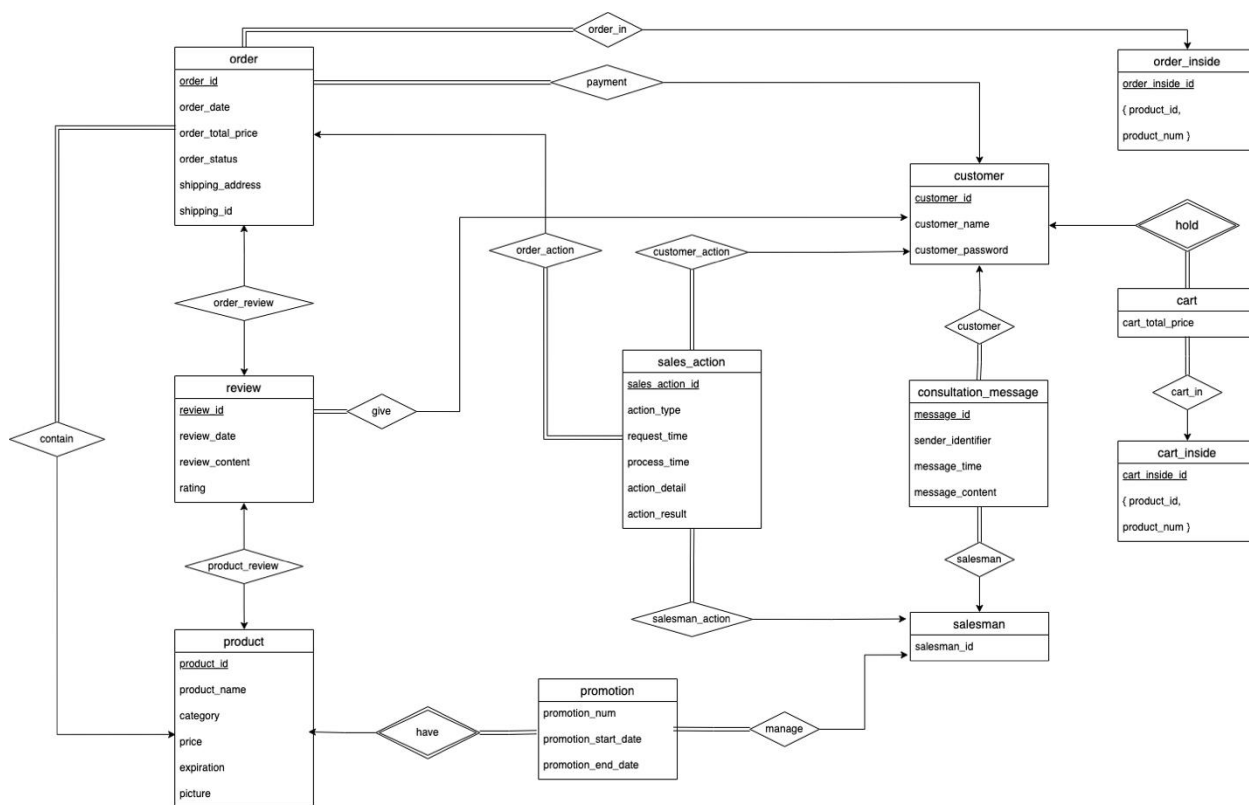 order_in
order
order_id
order_date
order_total_price
order_status
shipping_address
shipping_id
payment
order_inside
order_inside_id
{ product_id,
product_num }
customer
customer_id
customer_name
customer_password
hold
order_action
customer_action
order_review
customer
cart
cart_total_price
sales_action
sales_action_id
action_type
request_time
process_time
action_detail
action_result
review
review_id
review_date
review_content
rating
give
consultation_message
message_id
sender_identifier
message_time
message_content
cart_in
contain
cart_inside
cart_inside_id
{ product_id,
product_num }
product_review
salesman
salesman_action
salesman
salesman_id
product
product_id
product_name
category
price
expiration
picture
have
promotion
promotion_num
promotion_start_date
promotion_end_date
manage